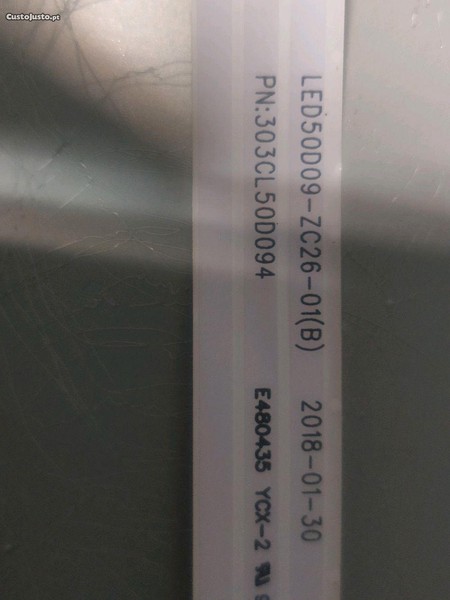 CustoJusto.pt
LED50D09-ZC26-01(B) 2018-01-30
PN:303CL50D094 E480435 YCX-2